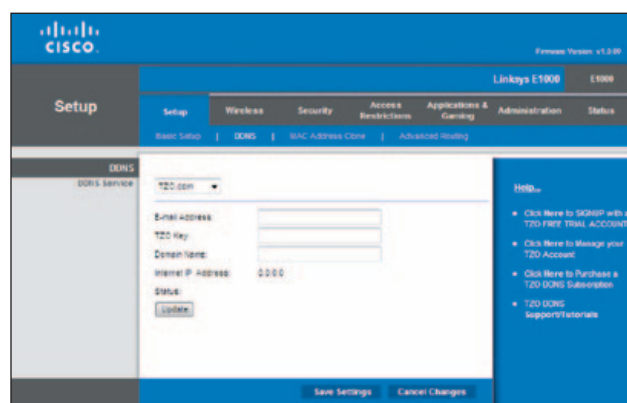 CISCO.
Firmware Version: v1.0.00
Linksys E1000
E1000
Setup
Setup
Wireless
Security
Access Restrictions
Applications & Gaming
Administration
Status
Basic Setup | DDNS | MAC Address Clone | Advanced Routing
DDNS
DDNS Service
TZO.com
E-mail Address:
TZO Key:
Domain Name:
Internet IP Address: 0.0.0.0
Status:
Update
Help...
Click Here to SIGNUP with a
TZO FREE TRIAL ACCOUNT
Click Here to Manage your
TZO Account
Click Here to Purchase a
TZO DDNS Subscription
TZO DDNS
Support/Tutorials
Save Settings
Cancel Changes